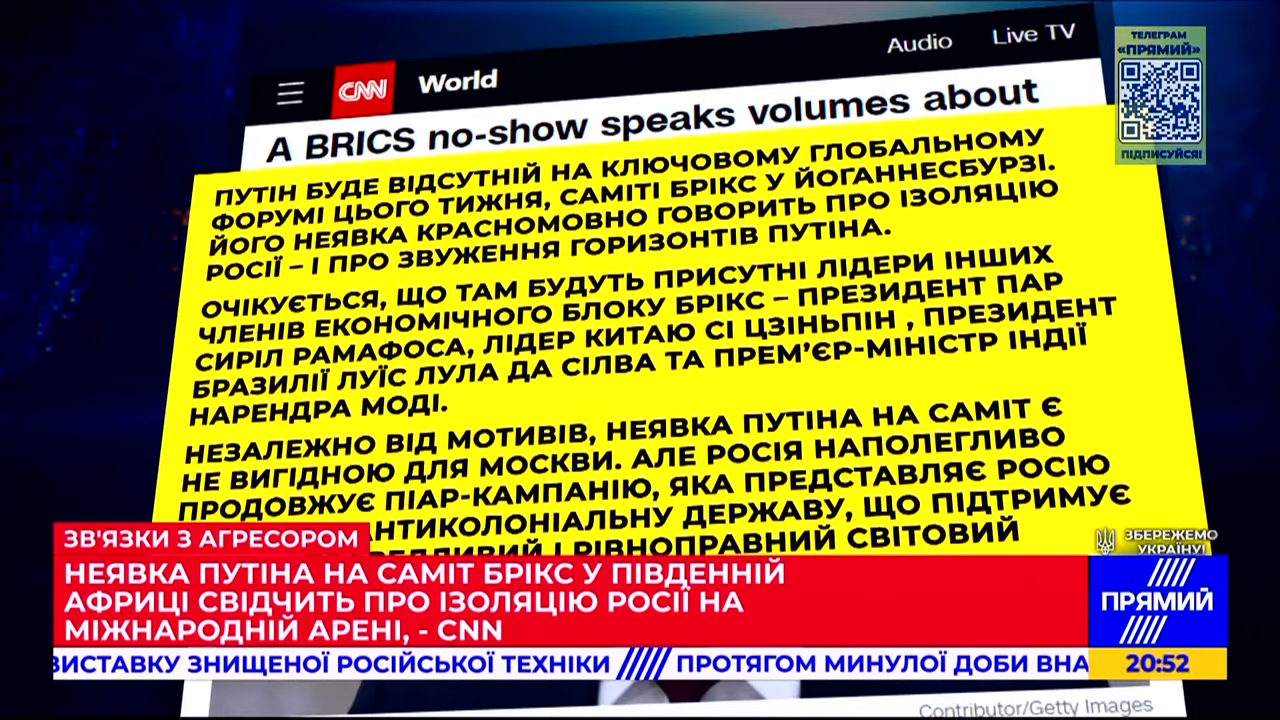 Audio
Live TV
CNN
World
ТЕЛЕГРАМ
«ПРЯМИЙ»
ПІДПИСУЙСЯ!
A BRICS no-show speaks volumes about
ПУТІН БУДЕ ВІДСУТНІЙ НА КЛЮЧОВОМУ ГЛОБАЛЬНОМУ
ФОРУМІ ЦЬОГО ТИЖНЯ, САМІТІ БРІКС У ЙОГАННЕСБУРЗІ.
ЙОГО НЕЯВКА КРАСНОМОВНО ГОВОРИТЬ ПРО ІЗОЛЯЦІЮ
РОСІЇ – І ПРО ЗВУЖЕННЯ ГОРИЗОНТІВ ПУТІНА.
ОЧІКУЄТЬСЯ, ЩО ТАМ БУДУТЬ ПРИСУТНІ ЛІДЕРИ ІНШИХ
ЧЛЕНІВ ЕКОНОМІЧНОГО БЛОКУ БРІКС – ПРЕЗИДЕНТ ПАР
СИРІЛ РАМАФОСА, ЛІДЕР КИТАЮ СІ ЦЗІНЬПІН , ПРЕЗИДЕНТ
БРАЗИЛІЇ ЛУЇС ЛУЛА ДА СІЛВА ТА ПРЕМ’ЄР-МІНІСТР ІНДІЇ
НАРЕНДРА МОДІ.
НЕЗАЛЕЖНО ВІД МОТИВІВ, НЕЯВКА ПУТІНА НА САМІТ Є
НЕ ВИГІДНОЮ ДЛЯ МОСКВИ. АЛЕ РОСІЯ НАПОЛЕГЛИВО
ПРОДОВЖУЄ ПІАР-КАМПАНІЮ, ЯКА ПРЕДСТАВЛЯЄ РОСІЮ
АНТИКОЛОНІАЛЬНУ ДЕРЖАВУ, ЩО ПІДТРИМУЄ
І РІВНОПРАВНИЙ СВІТОВИЙ
ЗВ'ЯЗКИ З АГРЕСОРОМ
НЕЯВКА ПУТІНА НА САМІТ БРІКС У ПІВДЕННІЙ
АФРИЦІ СВІДЧИТЬ ПРО ІЗОЛЯЦІЮ РОСІЇ НА
МІЖНАРОДНІЙ АРЕНІ, - CNN
ЗБЕРЕЖЕМО
УКРАЇНУ!
ПРЯМИЙ
ВИСТАВКУ ЗНИЩЕНОЇ РОСІЙСЬКОЇ ТЕХНІКИ //// ПРОТЯГОМ МИНУЛОЇ ДОБИ ВНА
20:52
Contributor/Getty Images